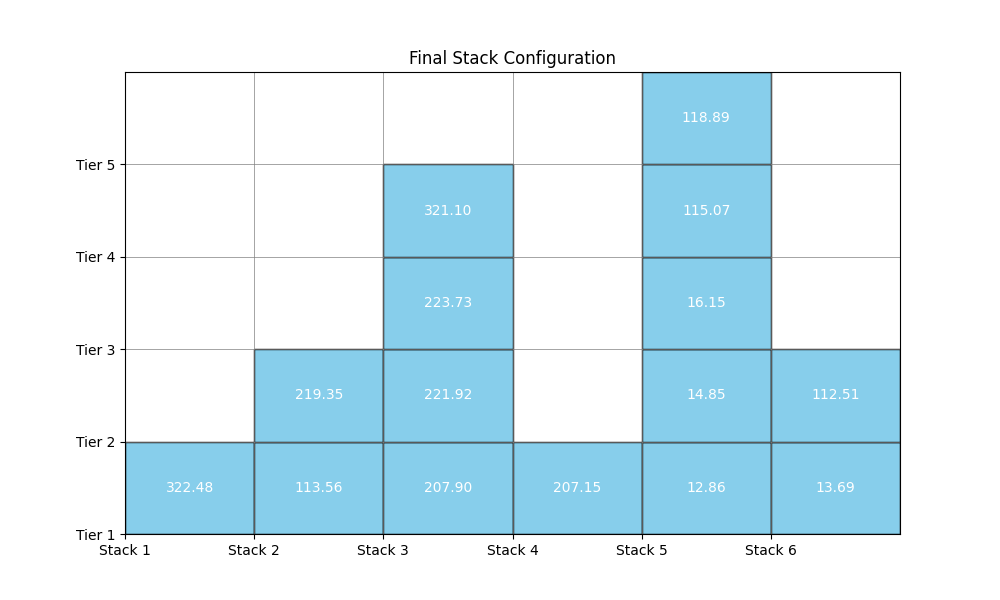 Final Stack Configuration
118.89
Tier 5
321.10 115.07
Tier 4
223.73 16.15
Tier 3
219.35 221.92 14.85 112.51
Tier 2
322.48 113.56 207.90 207.15 12.86 13.69
Tier 1
Stack 1 Stack 2 Stack 3 Stack 4 Stack 5 Stack 6